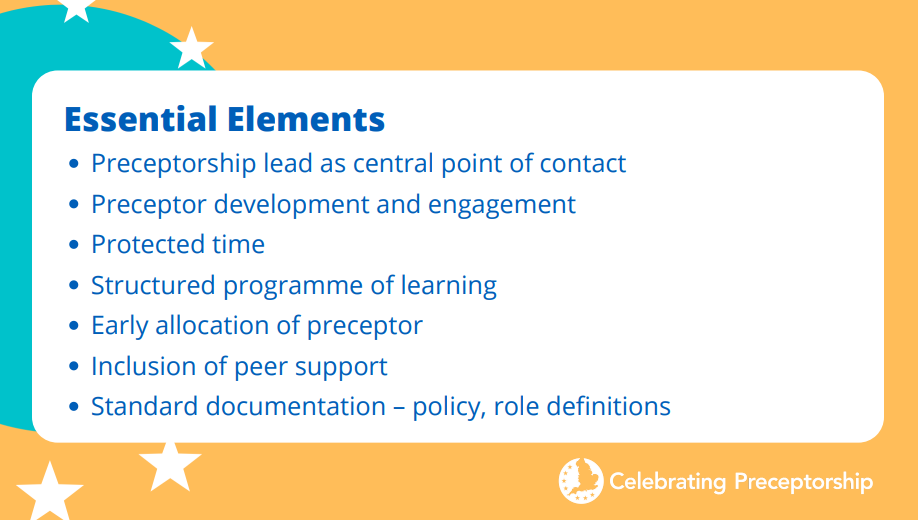 Essential Elements
• Preceptorship lead as central point of contact
• Preceptor development and engagement
• Protected time
• Structured programme of learning
• Early allocation of preceptor
• Inclusion of peer support
• Standard documentation – policy, role definitions
Celebrating Preceptorship